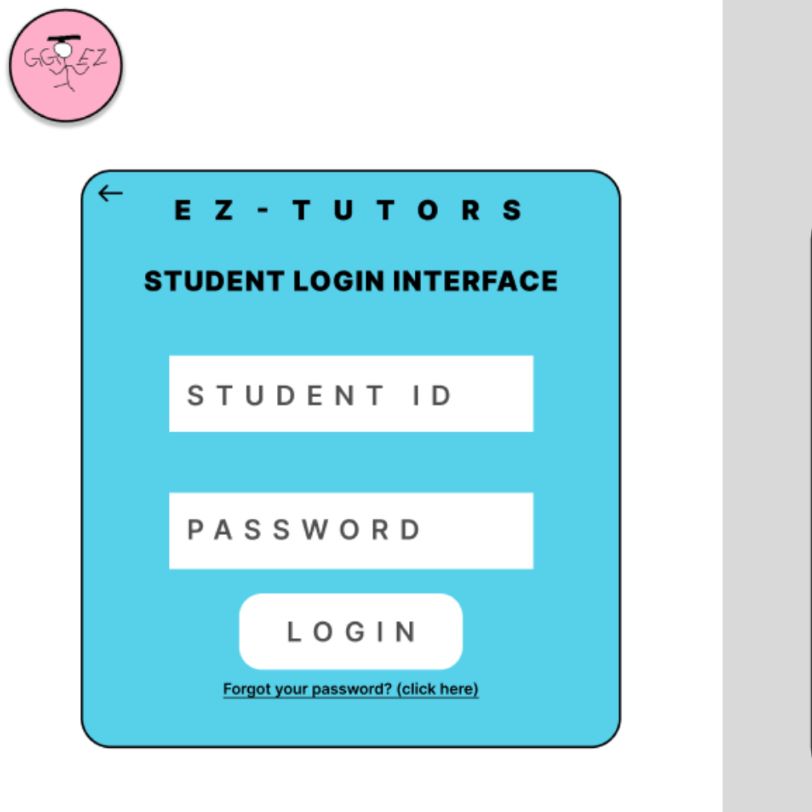 GG EZ
EZ-TUTORS
STUDENT LOGIN INTERFACE
STUDENT ID
PASSWORD
LOGIN
Forgot your password? (click here)